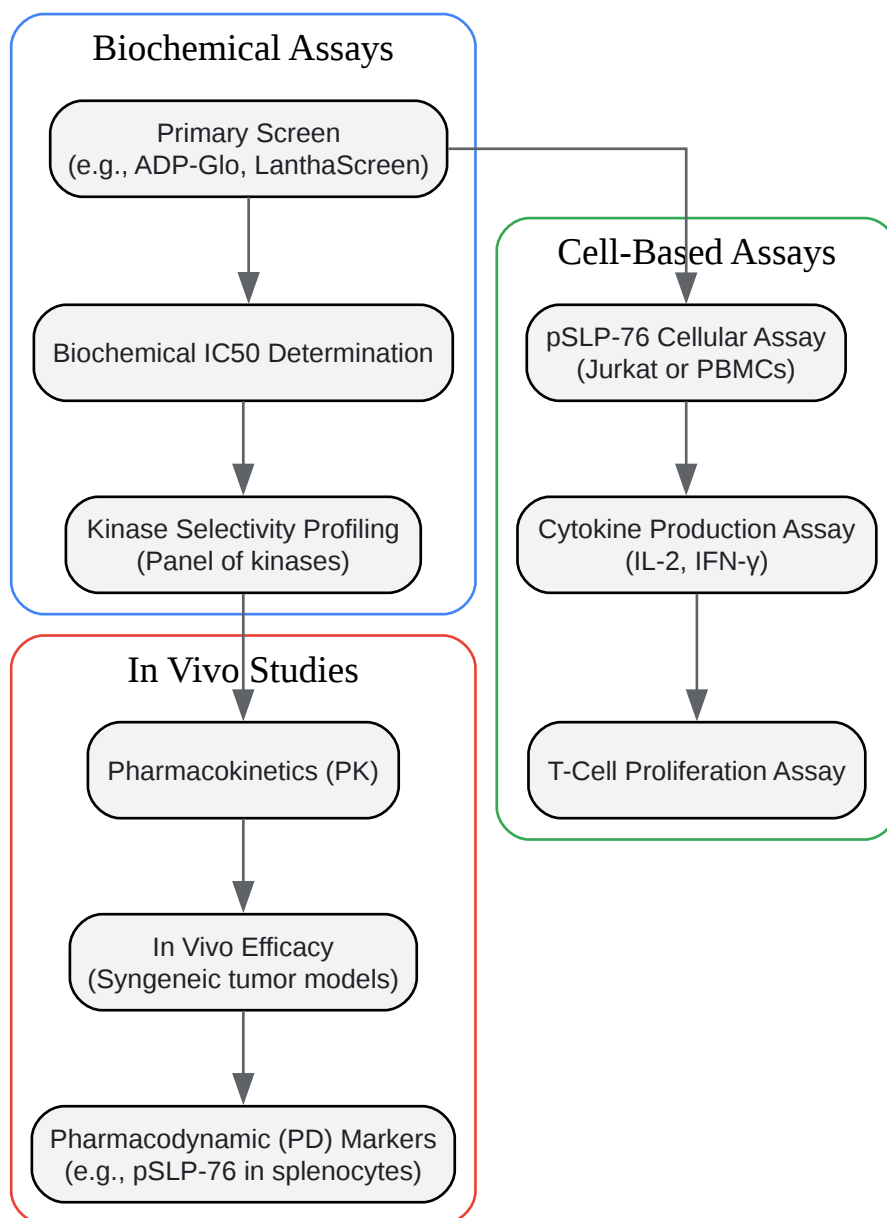 Biochemical Assays
Primary Screen
(e.g., ADP-Glo, LanthaScreen)
Biochemical IC50 Determination
Kinase Selectivity Profiling
(Panel of kinases)
Cell-Based Assays
pSLP-76 Cellular Assay
(Jurkat or PBMCs)
Cytokine Production Assay
(IL-2, IFN-γ)
T-Cell Proliferation Assay
In Vivo Studies
Pharmacokinetics (PK)
In Vivo Efficacy
(Syngeneic tumor models)
Pharmacodynamic (PD) Markers
(e.g., pSLP-76 in splenocytes)